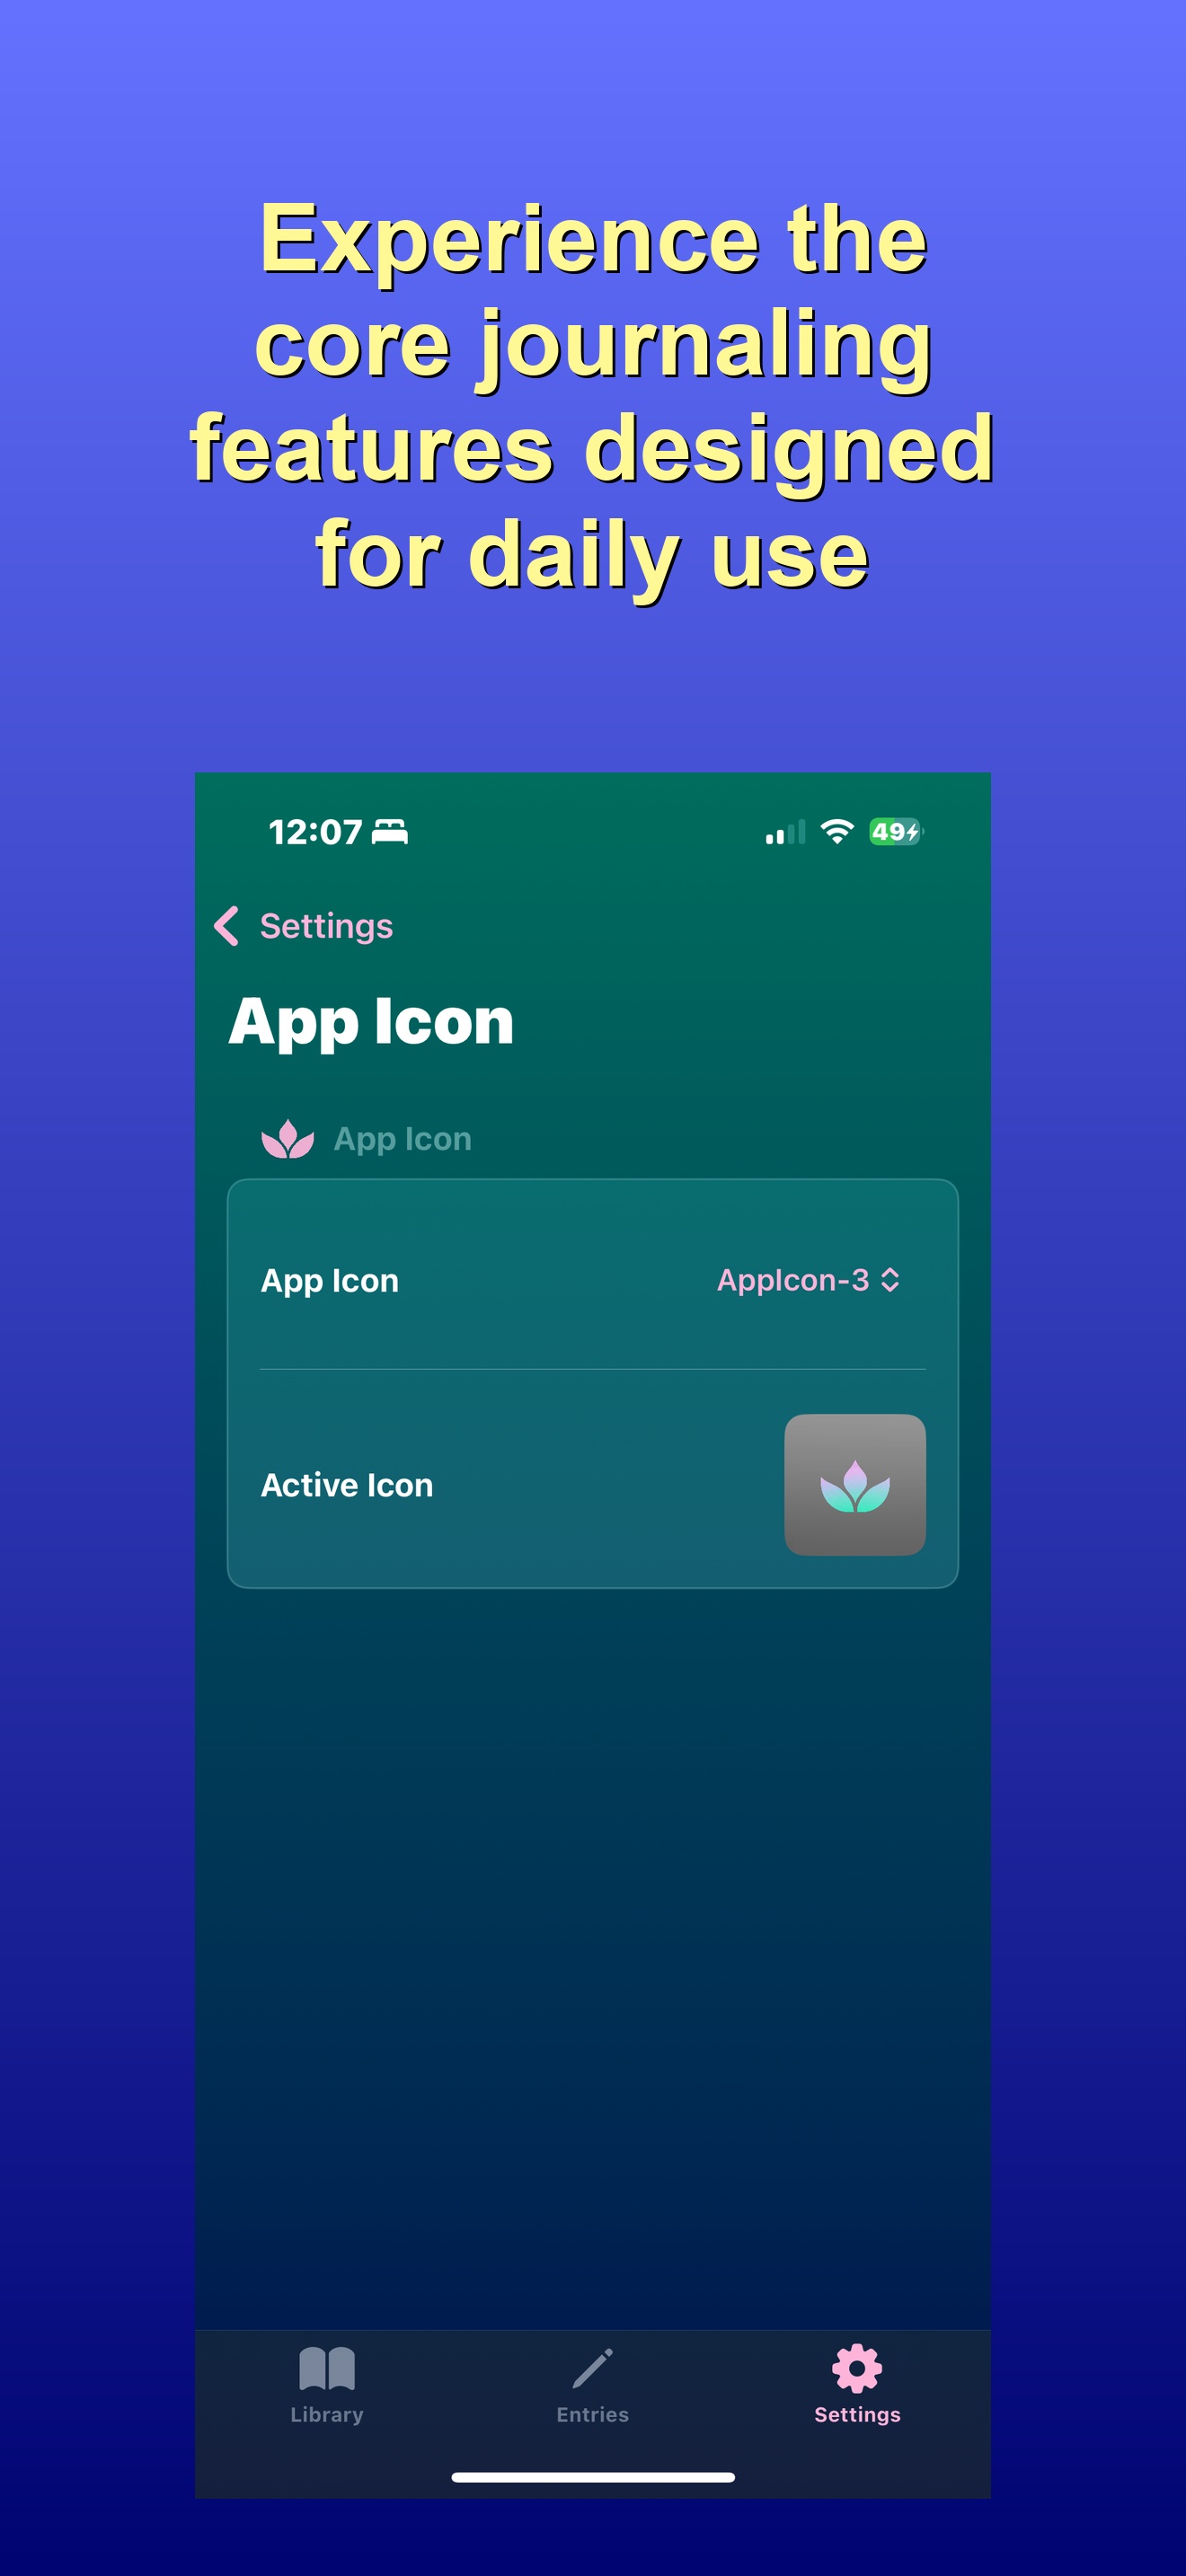 Experience the
core journaling
features designed
for daily use
12:07
49
Settings
App Icon
App Icon
App Icon AppIcon-3
Active Icon
Library Entries Settings